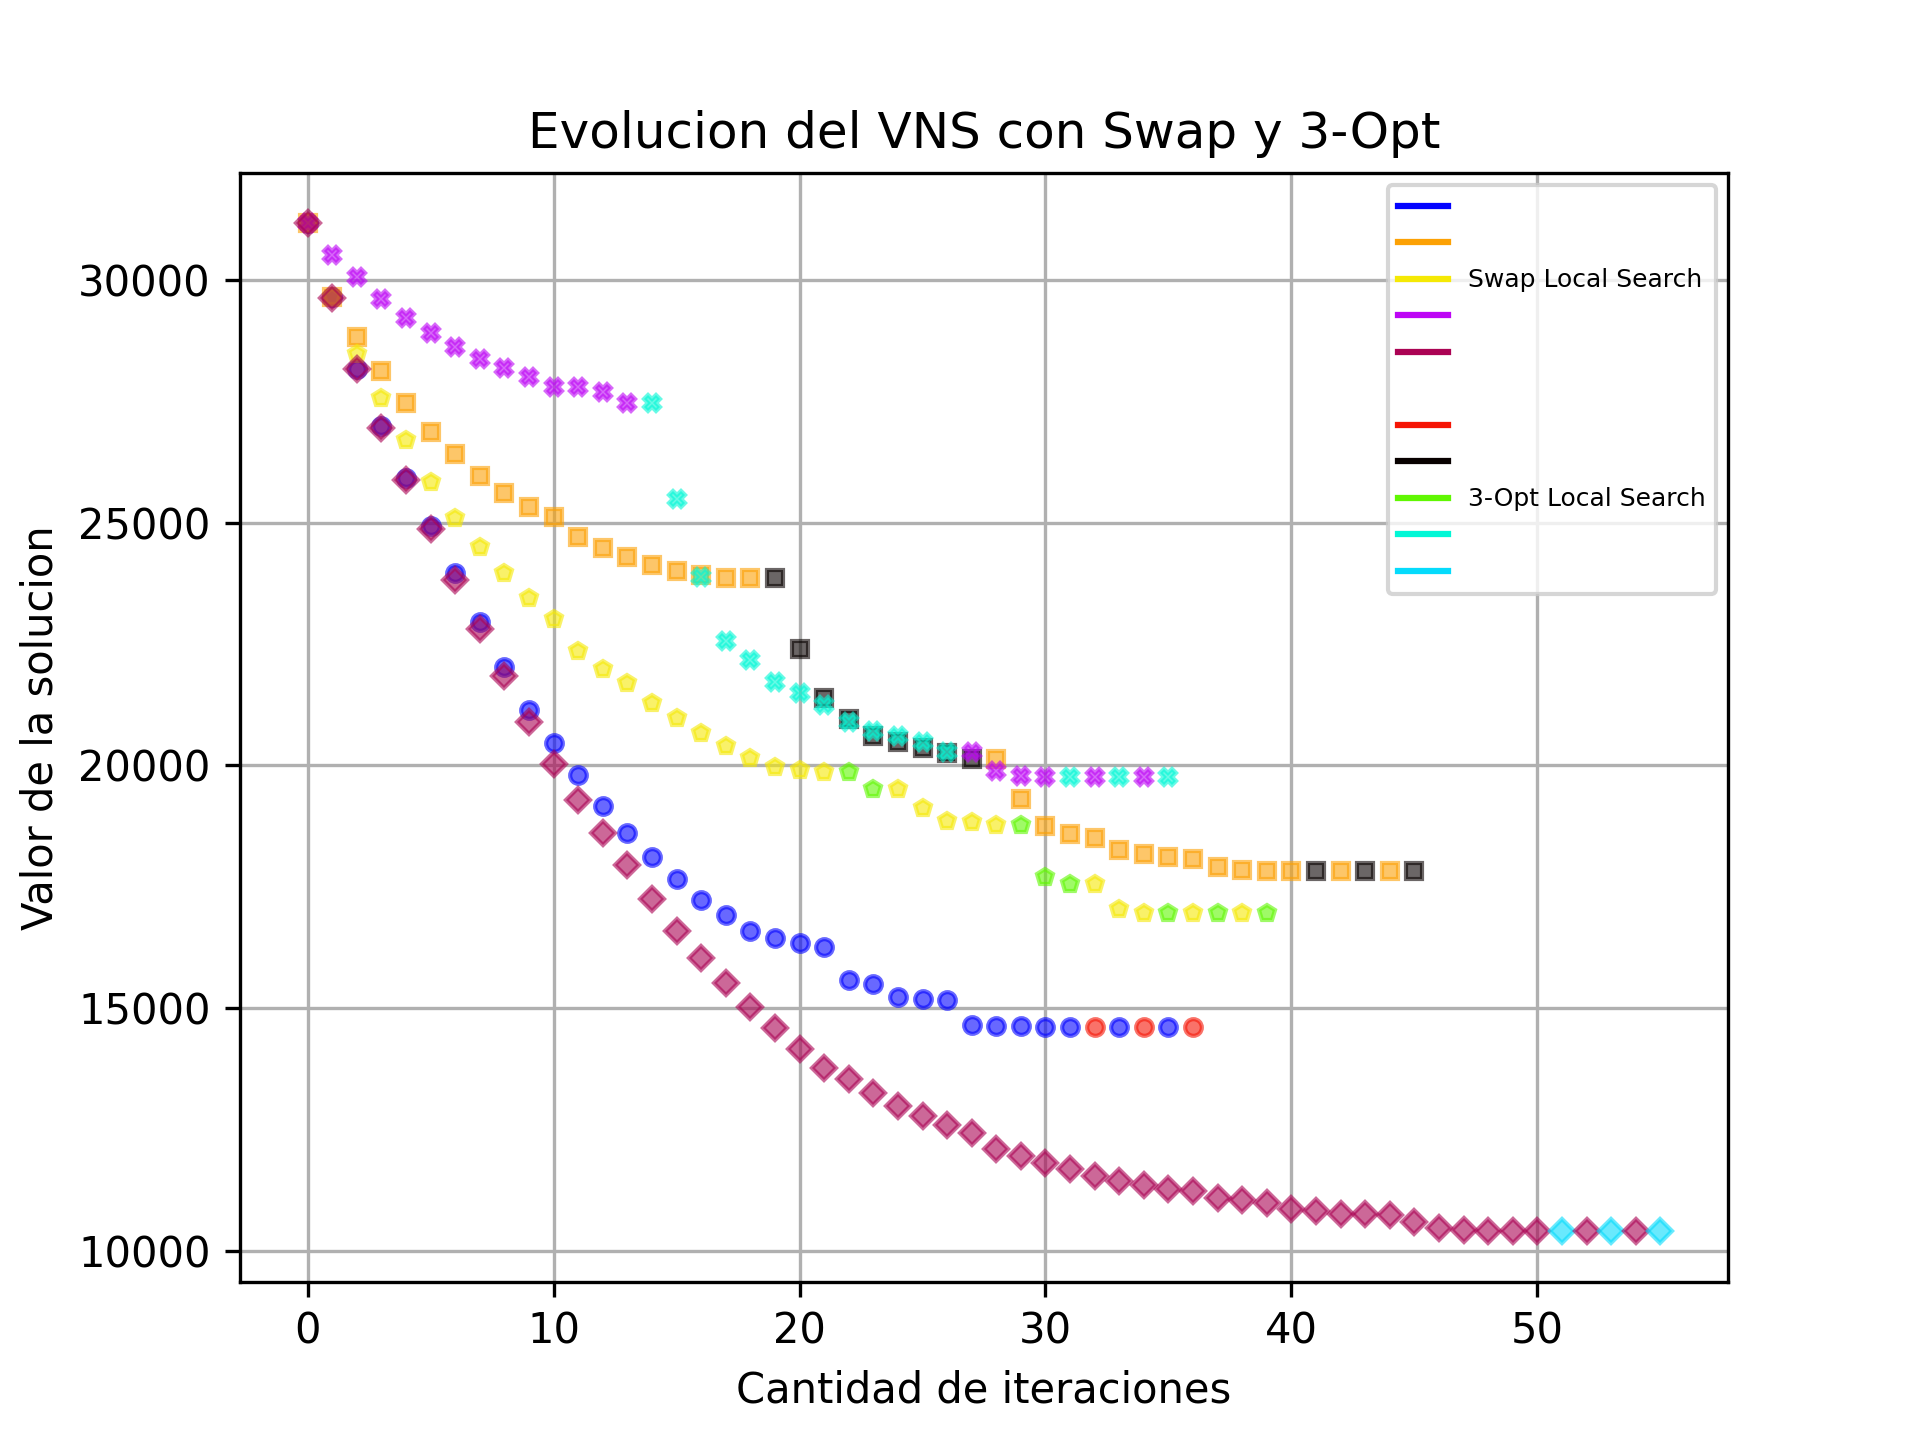 Evolucion del VNS con Swap y 3-Opt
Valor de la solucion
30000
25000
20000
15000
10000
Swap Local Search
3-Opt Local Search
0 10 20 30 40 50
Cantidad de iteraciones